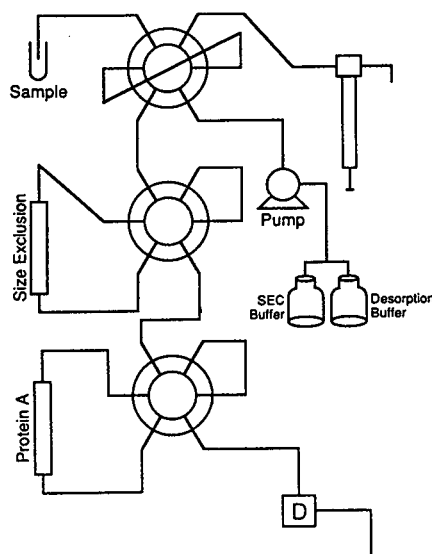 Sample
Pump
Size Exclusion
SEC
Buffer
Desorption
Buffer
Protein A
D